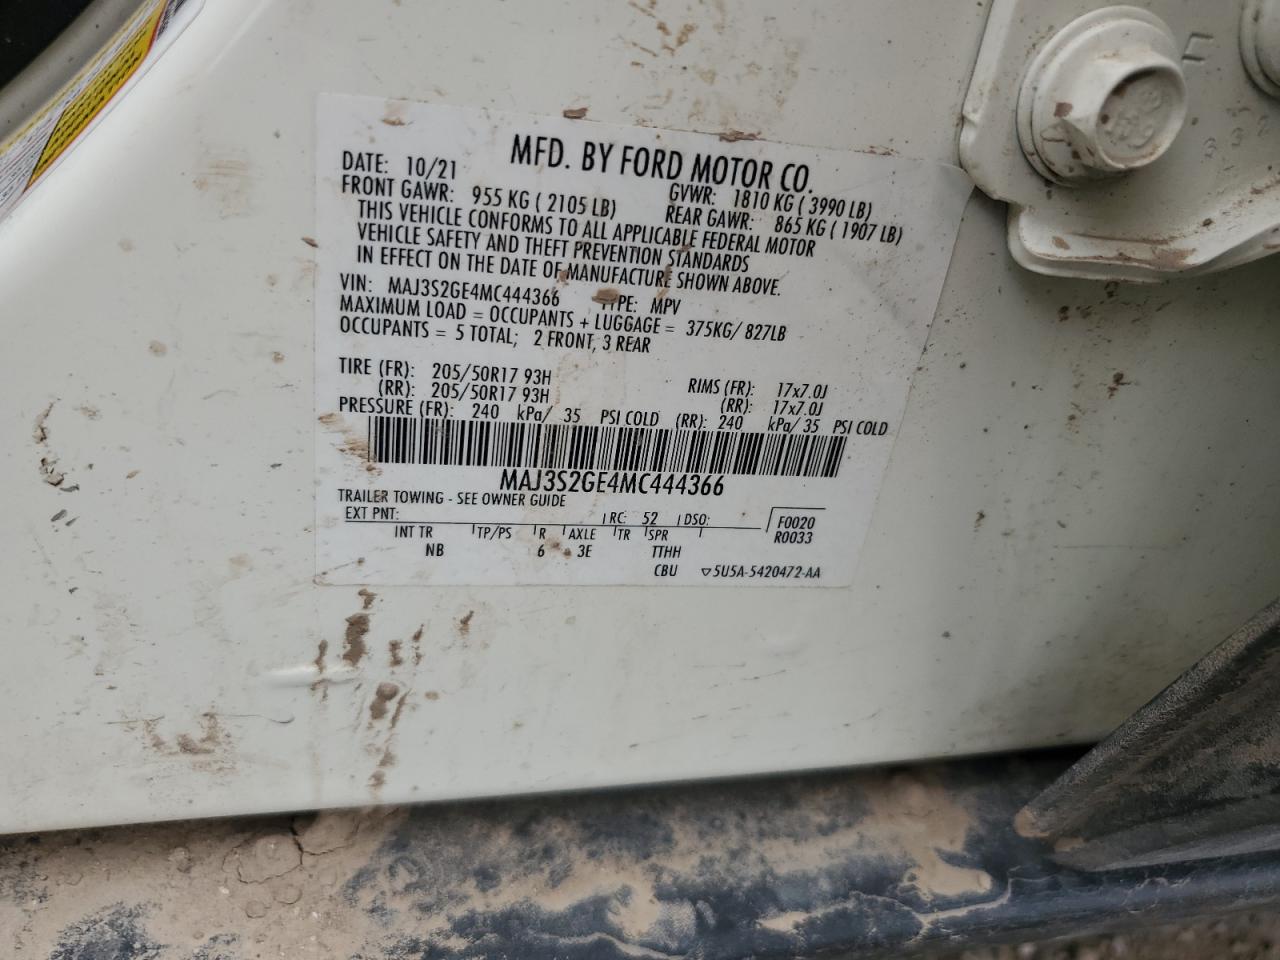 MFD. BY FORD MOTOR CO.
DATE: 10/21 GVWR: 1810 KG ( 3990 LB)
FRONT GAWR: 955 KG ( 2105 LB) REAR GAWR: 865 KG ( 1907 LB)
THIS VEHICLE CONFORMS TO ALL APPLICABLE FEDERAL MOTOR
VEHICLE SAFETY AND THEFT PREVENTION STANDARDS
IN EFFECT ON THE DATE OF MANUFACTURE SHOWN ABOVE.
VIN: MAJ3S2GE4MC444366 TYPE: MPV
MAXIMUM LOAD = OCCUPANTS + LUGGAGE = 375KG/ 827LB
OCCUPANTS = 5 TOTAL; 2 FRONT, 3 REAR
TIRE (FR): 205/50R17 93H RIMS (FR): 17x7.0J
(RR): 205/50R17 93H (RR): 17x7.0J
PRESSURE (FR): 240 kPa/ 35 PSI COLD (RR): 240 kPa/ 35 PSI COLD
MAJ3S2GE4MC444366
TRAILER TOWING - SEE OWNER GUIDE
EXT PNT: RC: 52 DSO: F0020
R0033
INT TR TP/PS R AXLE TR SPR
NB 6 3E TTHH
CBU 5U5A-5420472-AA